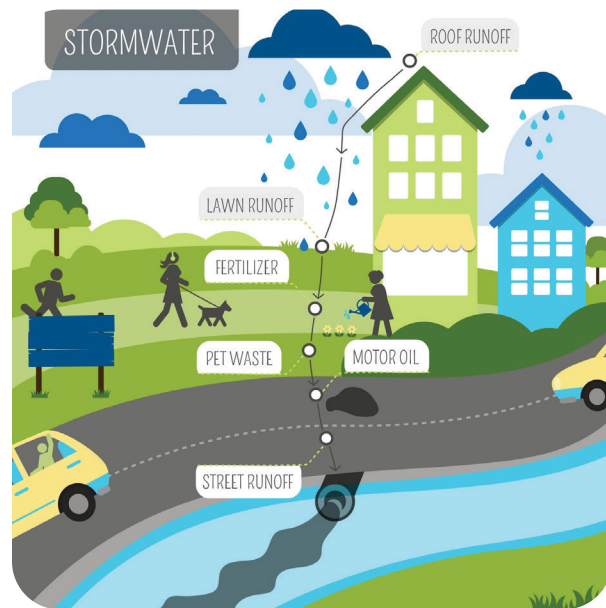 STORMWATER
ROOF RUNOFF
LAWN RUNOFF
FERTILIZER
PET WASTE
MOTOR OIL
STREET RUNOFF